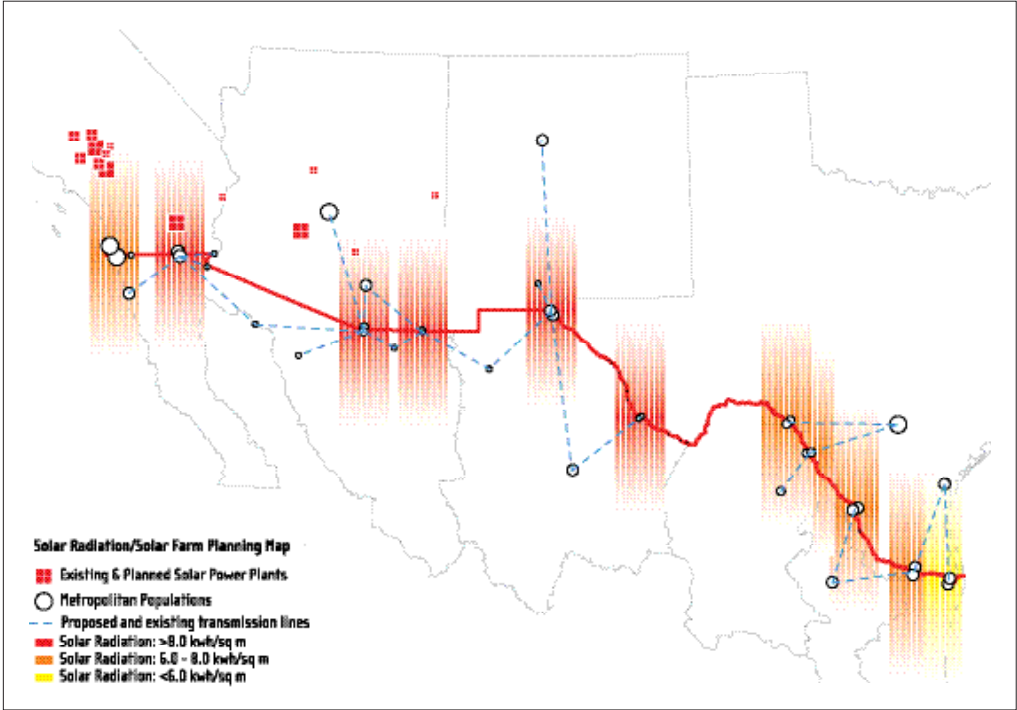 Solar Radiation/Solar Farm Planning Map
Existing & Planned Solar Power Plants
Metropolitan Populations
Proposed and existing transmission lines
Solar Radiation: >8.0 kwh/sq m
Solar Radiation: 6.0 - 8.0 kwh/sq m
Solar Radiation: <6.0 kwh/sq m